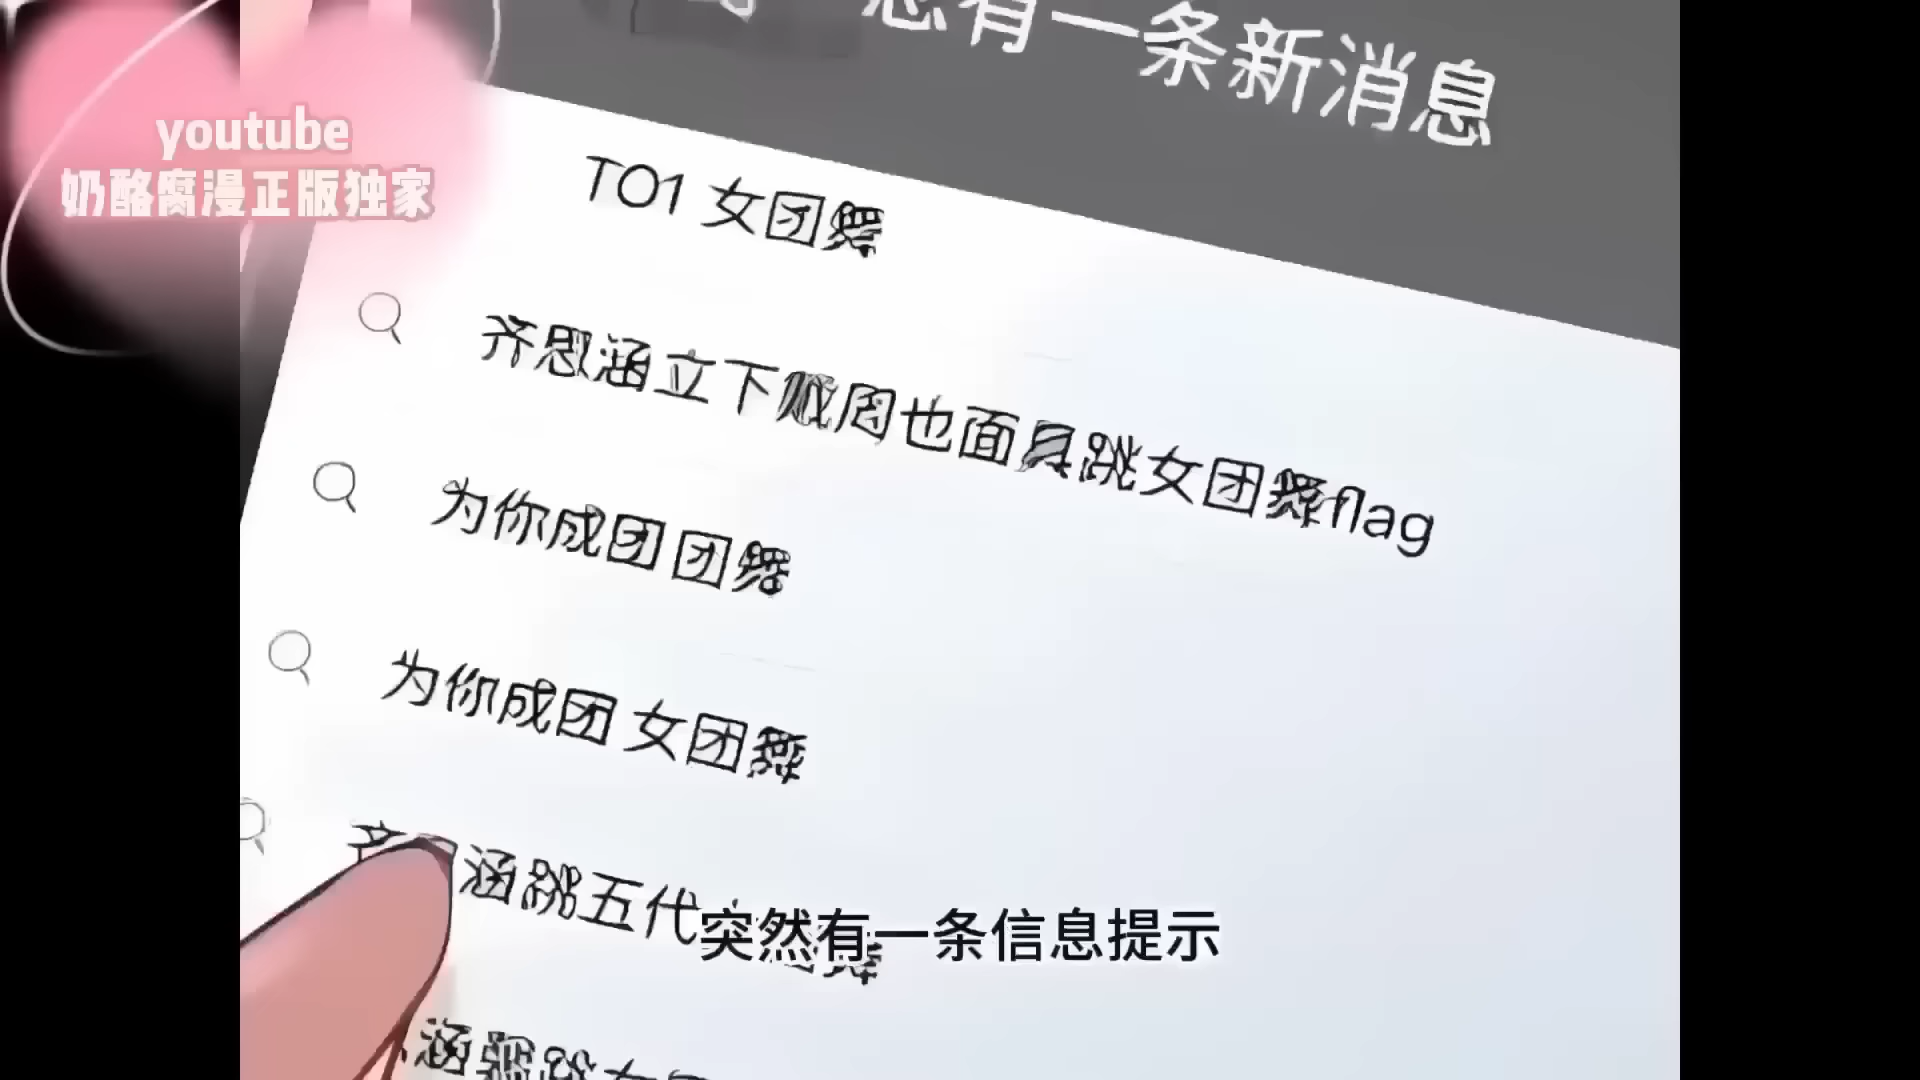 您有一条新消息
youtube
奶酪腐漫正版独家
TO1 女团舞
齐思涵立下戴周也面具跳女团舞flag
为你成团 团舞
为你成团 女团舞
涵跳五代
突然有一条信息提示
涵